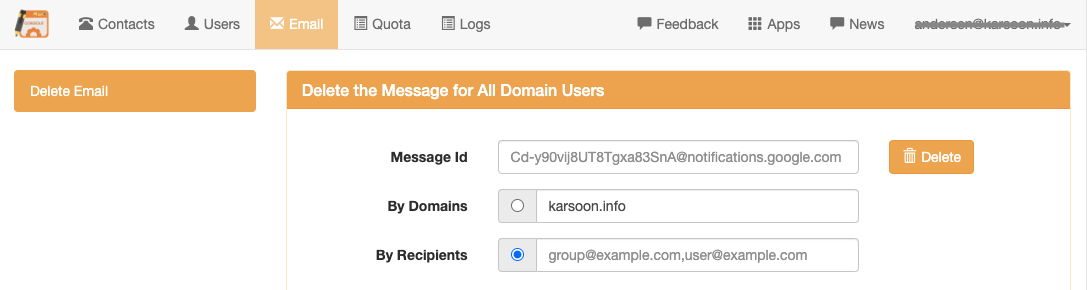 Contacts Users Email Quota Logs Feedback Apps News anderson@karsoon.info
Delete Email
Delete the Message for All Domain Users
Message Id Cd-y90vij8UT8Tgxa83SnA@notifications.google.com Delete
By Domains karsoon.info
By Recipients group@example.com,user@example.com